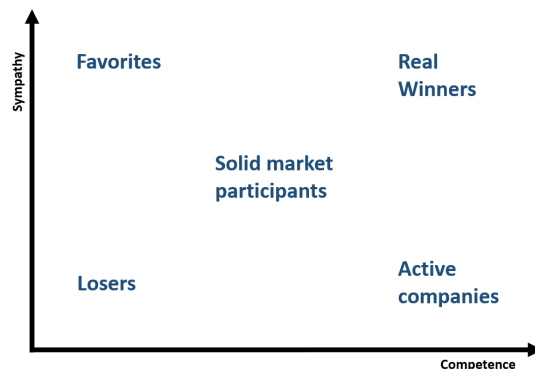 Sympathy
Favorites
Real
Winners
Solid market
participants
Losers
Active
companies
Competence